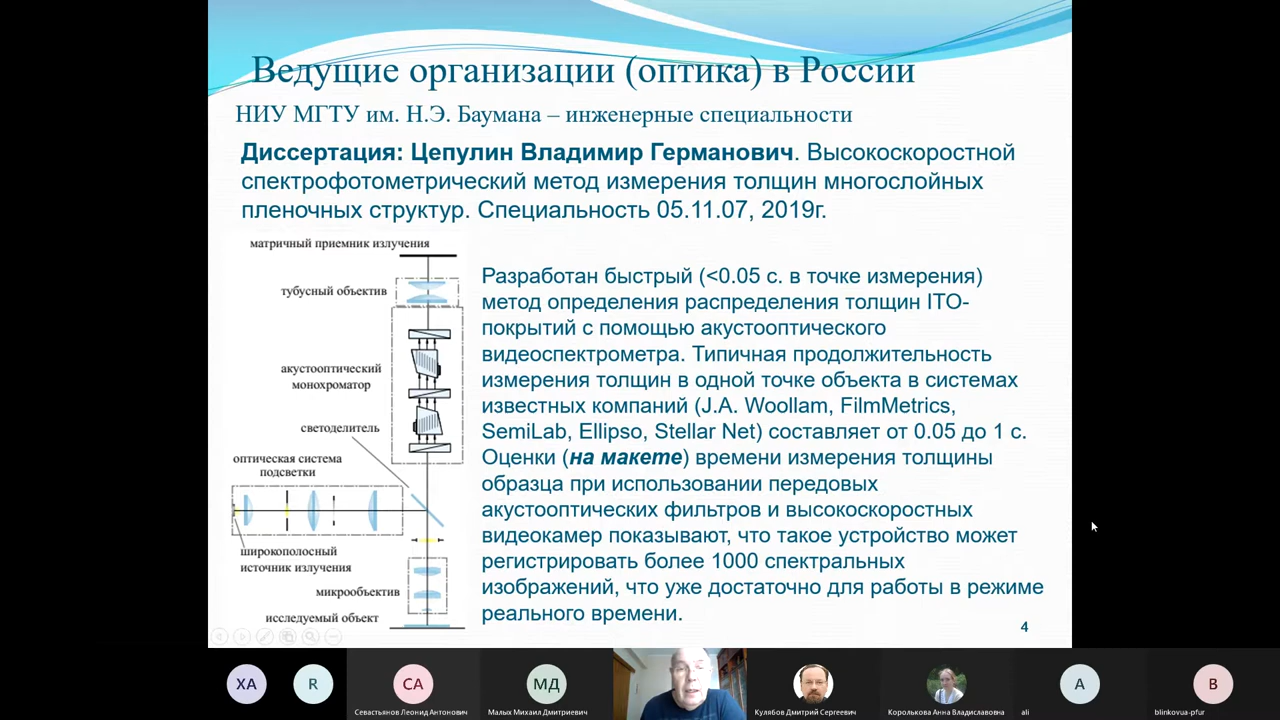 Ведущие организации (оптика) в России
НИУ МГТУ им. Н.Э. Баумана – инженерные специальности
Диссертация: Цепулин Владимир Германович. Высокоскоростной
спектрофотометрический метод измерения толщин многослойных
пленочных структур. Специальность 05.11.07, 2019г.
матричный приемник излучения
тубусный объектив
акустооптический
монохроматор
светоделитель
оптическая система
подсветки
широкополосный
источник излучения
микрообъектив
исследуемый объект
Разработан быстрый (<0.05 с. в точке измерения)
метод определения распределения толщин ITO-
покрытий с помощью акустооптического
видеоспектрометра. Типичная продолжительность
измерения толщин в одной точке объекта в системах
известных компаний (J.A. Woollam, FilmMetrics,
SemiLab, Ellipso, Stellar Net) составляет от 0.05 до 1 с.
Оценки (на макете) времени измерения толщины
образца при использовании передовых
акустооптических фильтров и высокоскоростных
видеокамер показывают, что такое устройство может
регистрировать более 1000 спектральных
изображений, что уже достаточно для работы в режиме
реального времени.
4
XA
R
CA
МД
A
B
Севастьянов Леонид Антонович
Малых Михаил Дмитриевич
Кулябов Дмитрий Сергеевич
Королькова Анна Владиславовна
ali
blinkovua-pfur